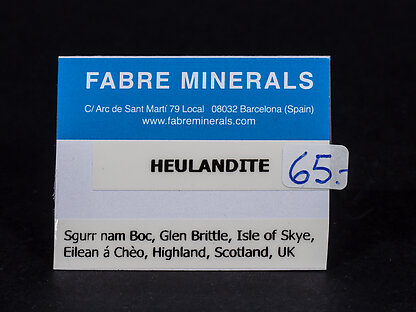 FABRE MINERALS
C/ Arc de Sant Martí 79 Local 08032 Barcelona (Spain)
www.fabreminerals.com
HEULANDITE 65.-
Sgurr nam Boc, Glen Brittle, Isle of Skye,
Eilean á Chèo, Highland, Scotland, UK